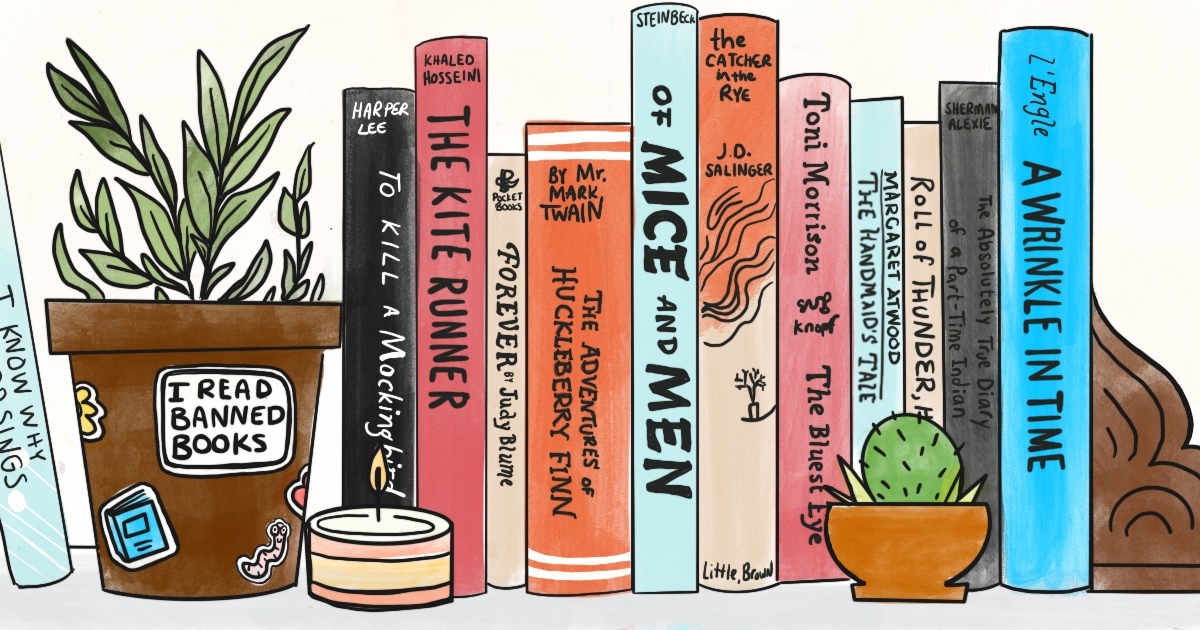 I KNOW WHY
SINGS
I READ
BANNED
BOOKS
HARPER
LEE
TO KILL A Mockingbird
KHALED
HOSSEINI
THE KITE RUNNER
POCKET
BOOKS
FOREVER BY Judy Blume
BY Mr.
MARK
TWAIN
THE ADVENTURES OF
HUCKLEBERRY FINN
STEINBECK
OF MICE AND MEN
the
CATCHER
in the
RYE
J.D.
SALINGER
Little, Brown
Toni Morrison
Knopf
The Bluest Eye
MARGARET ATWOOD
THE HANDMAID'S TALE
ROLL of THUNDER, H
SHERMAN
ALEXIE
The Absolutely True Diary
of a Part-Time Indian
L'Engle
A WRINKLE IN TIME